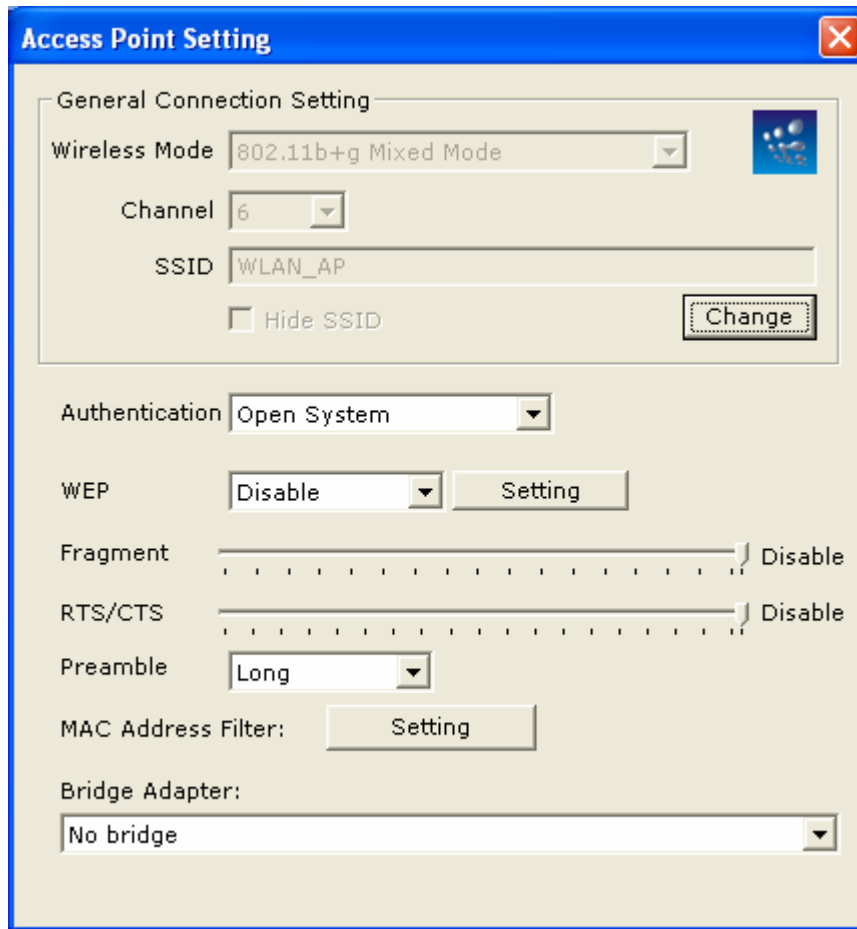 Access Point Setting
General Connection Setting
Wireless Mode 802.11b+g Mixed Mode
Channel 6
SSID WLAN_AP
Hide SSID Change
Authentication Open System
WEP Disable Setting
Fragment Disable
RTS/CTS Disable
Preamble Long
MAC Address Filter: Setting
Bridge Adapter:
No bridge